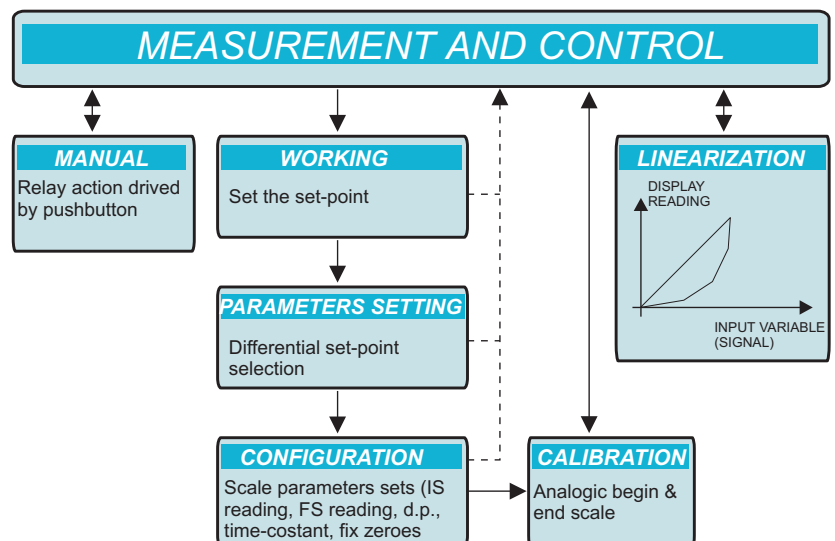 MEASUREMENT AND CONTROL
MANUAL
Relay action drived
by pushbutton
WORKING
Set the set-point
PARAMETERS SETTING
Differential set-point
selection
CONFIGURATION
Scale parameters sets (IS
reading, FS reading, d.p.,
time-costant, fix zeroes
CALIBRATION
Analogic begin &
end scale
LINEARIZATION
DISPLAY
READING
INPUT VARIABLE
(SIGNAL)